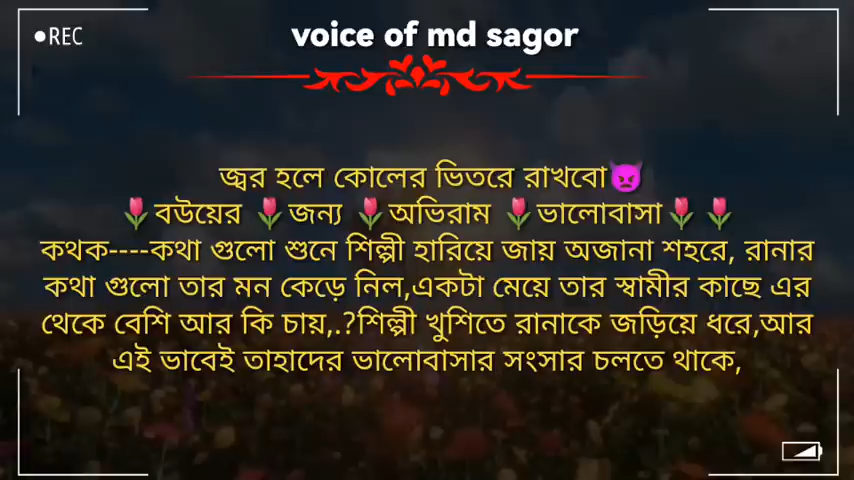 ●REC
voice of md sagor
জ্বর হলে কোলের ভিতরে রাখবো👿
🌷বউয়ের 🌷জন্য 🌷অভিরাম 🌷ভালোবাসা🌷🌷
কথক----কথা গুলো শুনে শিল্পী হারিয়ে জায় অজানা শহরে, রানার
কথা গুলো তার মন কেড়ে নিল,একটা মেয়ে তার স্বামীর কাছে এর
থেকে বেশি আর কি চায়,.?শিল্পী খুশিতে রানাকে জড়িয়ে ধরে,আর
এই ভাবেই তাহাদের ভালোবাসার সংসার চলতে থাকে,